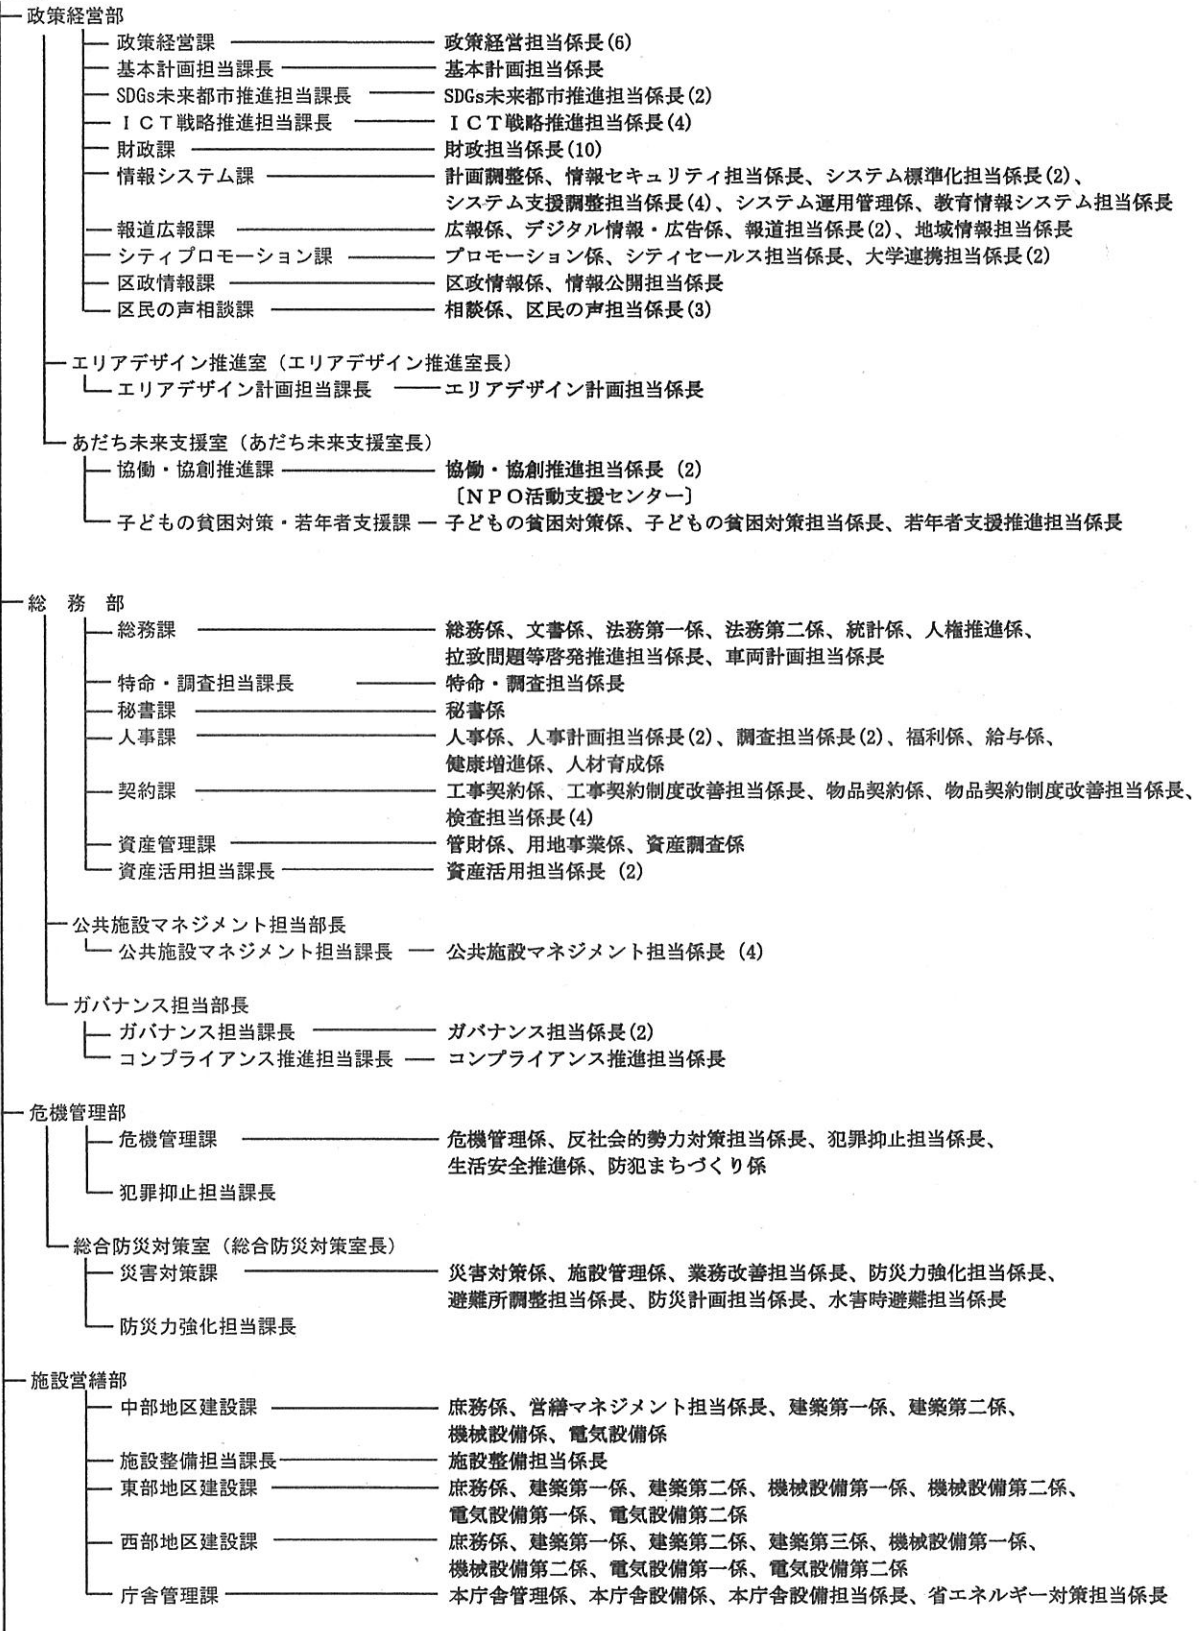 政策経営部
政策経営課 政策経営担当係長(6)
基本計画担当課長 基本計画担当係長
SDGs未来都市推進担当課長 SDGs未来都市推進担当係長(2)
ＩＣＴ戦略推進担当課長 ＩＣＴ戦略推進担当係長(4)
財政課 財政担当係長(10)
情報システム課 計画調整係、情報セキュリティ担当係長、システム標準化担当係長(2)、
システム支援調整担当係長(4)、システム運用管理係、教育情報システム担当係長
報道広報課 広報係、デジタル情報・広告係、報道担当係長(2)、地域情報担当係長
シティプロモーション課 プロモーション係、シティセールス担当係長、大学連携担当係長(2)
区政情報課 区政情報係、情報公開担当係長
区民の声相談課 相談係、区民の声担当係長(3)
エリアデザイン推進室（エリアデザイン推進室長）
エリアデザイン計画担当課長 エリアデザイン計画担当係長
あだち未来支援室（あだち未来支援室長）
協働・協創推進課 協働・協創推進担当係長 (2)
〔ＮＰＯ活動支援センター〕
子どもの貧困対策・若年者支援課 子どもの貧困対策係、子どもの貧困対策担当係長、若年者支援推進担当係長
総　務　部
総務課 総務係、文書係、法務第一係、法務第二係、統計係、人権推進係、
拉致問題等啓発推進担当係長、車両計画担当係長
特命・調査担当課長 特命・調査担当係長
秘書課 秘書係
人事課 人事係、人事計画担当係長(2)、調査担当係長(2)、福利係、給与係、
健康増進係、人材育成係
契約課 工事契約係、工事契約制度改善担当係長、物品契約係、物品契約制度改善担当係長、
検査担当係長(4)
資産管理課 管財係、用地事業係、資産調査係
資産活用担当課長 資産活用担当係長 (2)
公共施設マネジメント担当部長
公共施設マネジメント担当課長 公共施設マネジメント担当係長 (4)
ガバナンス担当部長
ガバナンス担当課長 ガバナンス担当係長(2)
コンプライアンス推進担当課長 コンプライアンス推進担当係長
危機管理部
危機管理課 危機管理係、反社会的勢力対策担当係長、犯罪抑止担当係長、
生活安全推進係、防犯まちづくり係
犯罪抑止担当課長
総合防災対策室（総合防災対策室長）
災害対策課 災害対策係、施設管理係、業務改善担当係長、防災力強化担当係長、
避難所調整担当係長、防災計画担当係長、水害時避難担当係長
防災力強化担当課長
施設営繕部
中部地区建設課 庶務係、営繕マネジメント担当係長、建築第一係、建築第二係、
機械設備係、電気設備係
施設整備担当課長 施設整備担当係長
東部地区建設課 庶務係、建築第一係、建築第二係、機械設備第一係、機械設備第二係、
電気設備第一係、電気設備第二係
西部地区建設課 庶務係、建築第一係、建築第二係、建築第三係、機械設備第一係、
機械設備第二係、電気設備第一係、電気設備第二係
庁舎管理課 本庁舎管理係、本庁舎設備係、本庁舎設備担当係長、省エネルギー対策担当係長